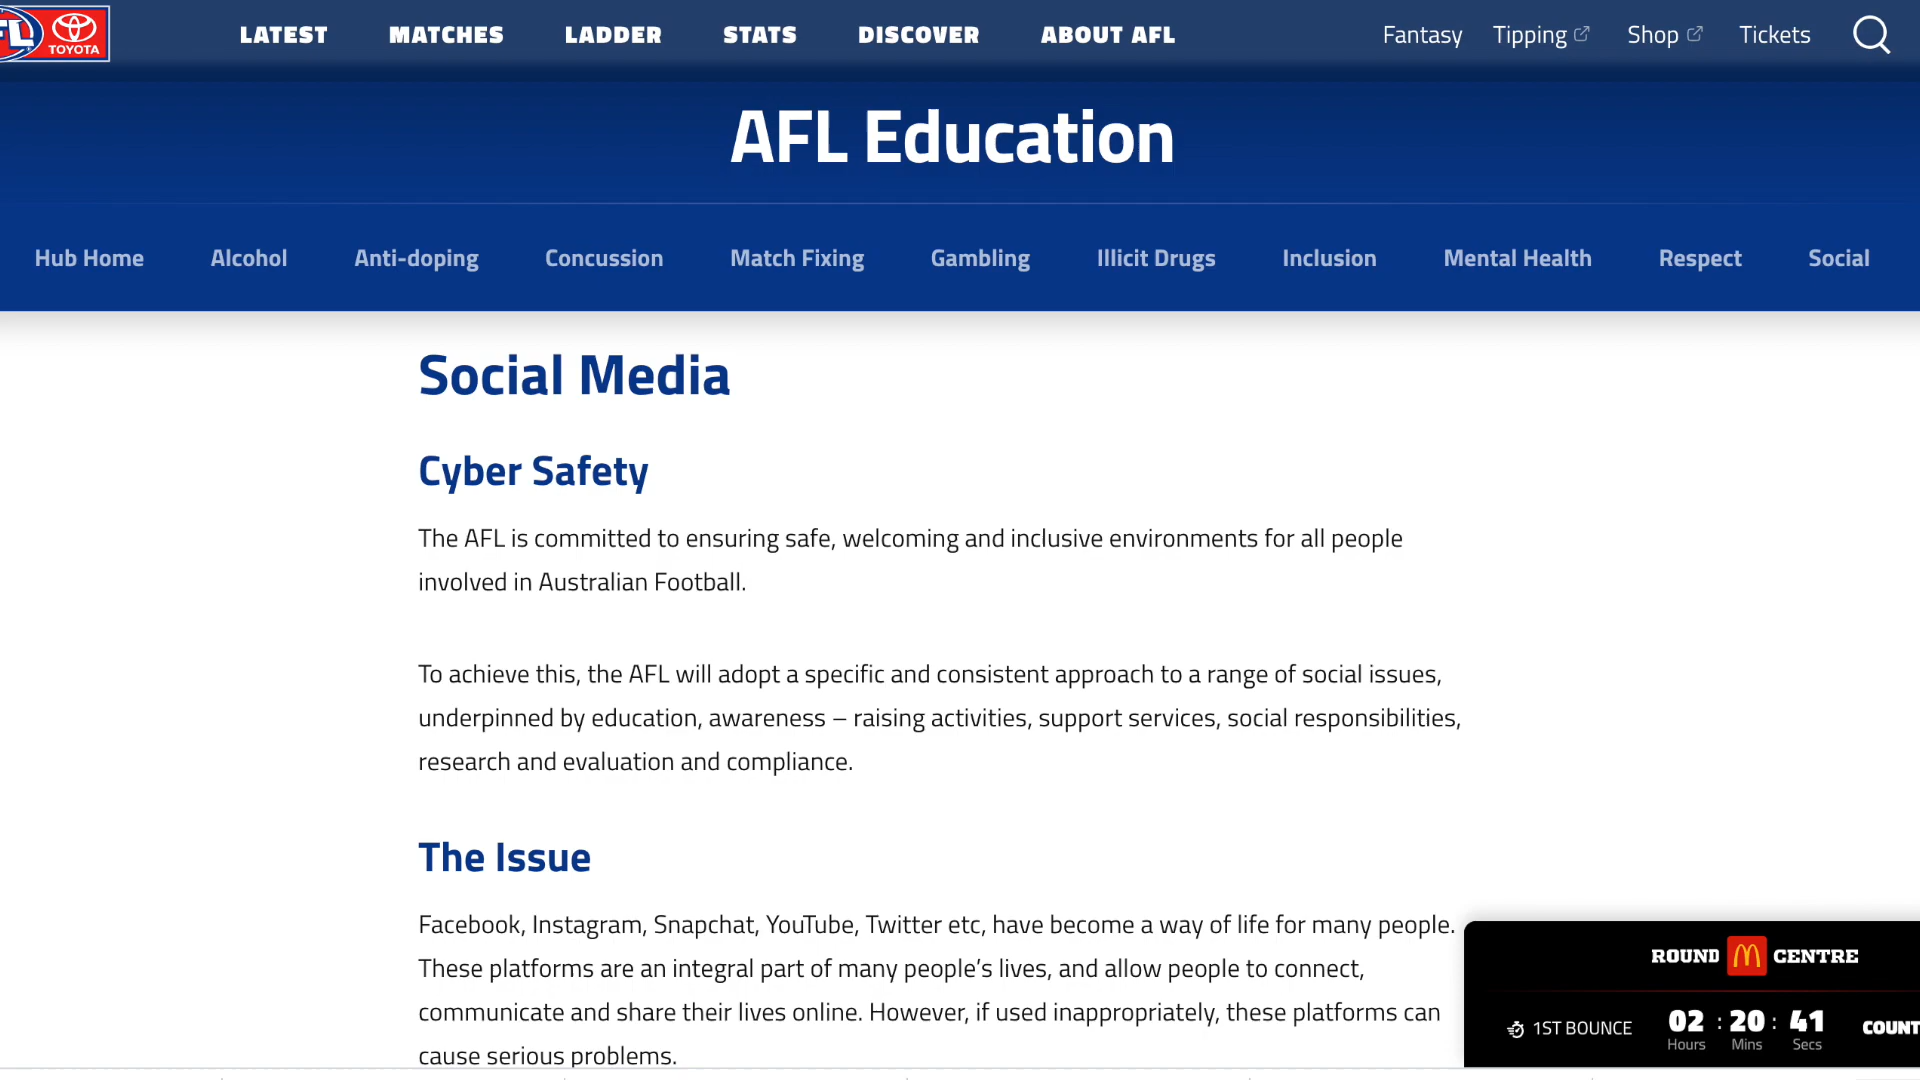 TOYOTA
LATEST MATCHES LADDER STATS DISCOVER ABOUT AFL Fantasy Tipping Shop Tickets
AFL Education
Hub Home Alcohol Anti-doping Concussion Match Fixing Gambling Illicit Drugs Inclusion Mental Health Respect Social
Social Media
Cyber Safety
The AFL is committed to ensuring safe, welcoming and inclusive environments for all people
involved in Australian Football.
To achieve this, the AFL will adopt a specific and consistent approach to a range of social issues,
underpinned by education, awareness – raising activities, support services, social responsibilities,
research and evaluation and compliance.
The Issue
Facebook, Instagram, Snapchat, YouTube, Twitter etc, have become a way of life for many people.
These platforms are an integral part of many people’s lives, and allow people to connect,
communicate and share their lives online. However, if used inappropriately, these platforms can
cause serious problems.
ROUND CENTRE
1ST BOUNCE 02 : 20 : 41
Hours Mins Secs